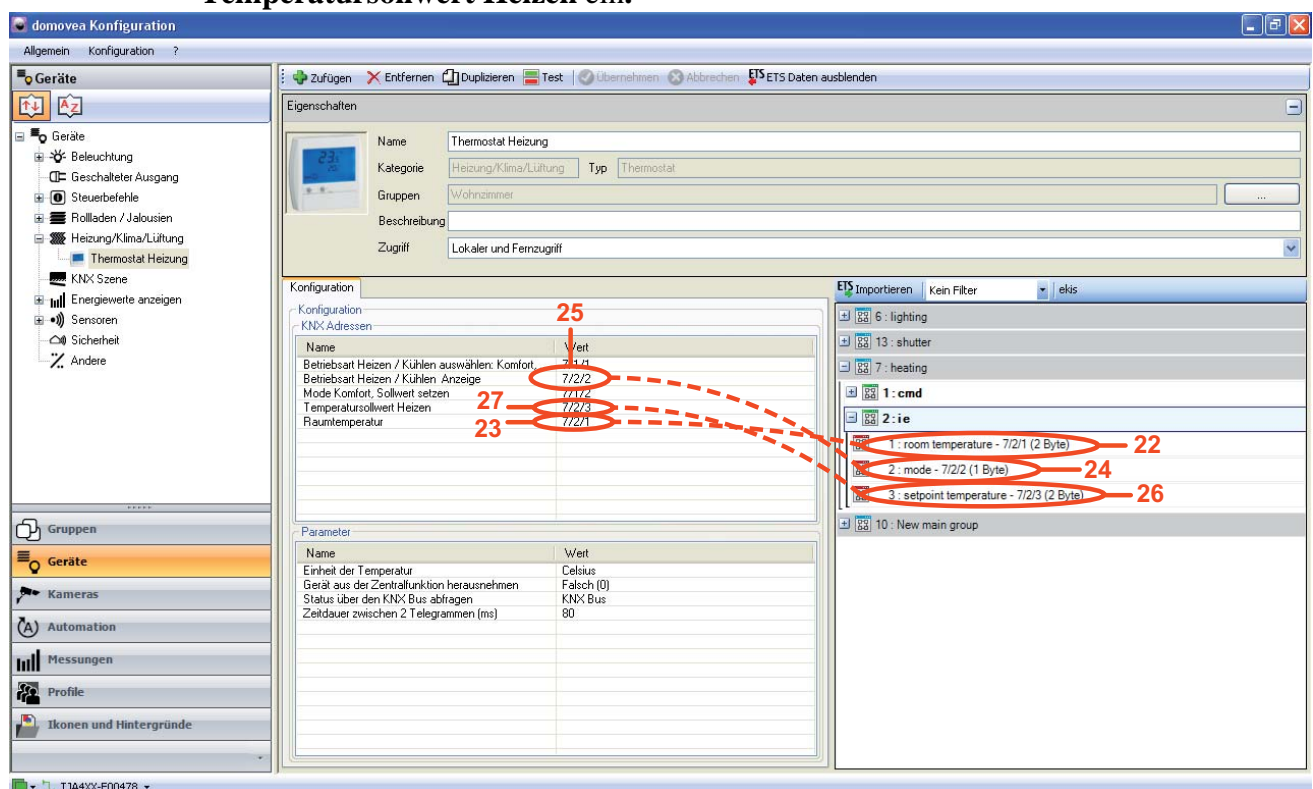 Temperatursollwert Heizen ein.
domovea Konfiguration
Allgemein Konfiguration ?
Geräte
Zufügen Entfernen Duplizieren Test Übernehmen Abbrechen ETS ETS Daten ausblenden
Eigenschaften
Geräte
Beleuchtung
Geschalteter Ausgang
Steuerbefehle
Rollladen / Jalousien
Heizung/Klima/Lüftung
Thermostat Heizung
KNX Szene
Energiewerte anzeigen
Sensoren
Sicherheit
Andere
Name Thermostat Heizung
Kategorie Heizung/Klima/Lüftung Typ Thermostat
Gruppen Wohnzimmer ...
Beschreibung
Zugriff Lokaler und Fernzugriff
Konfiguration
Konfiguration
KNX Adressen
Name Wert
Betriebsart Heizen / Kühlen auswählen: Komfort, 7/1/1
Betriebsart Heizen / Kühlen Anzeige 7/2/2
Mode Komfort, Sollwert setzen 7/1/2
Temperatursollwert Heizen 7/2/3
Raumtemperatur 7/2/1
25
27
23
Parameter
Name Wert
Einheit der Temperatur Celsius
Gerät aus der Zentralfunktion herausnehmen Falsch (0)
Status über den KNX Bus abfragen KNX Bus
Zeitdauer zwischen 2 Telegrammen (ms) 80
ETS Importieren Kein Filter ekis
6 : lighting
13 : shutter
7 : heating
1 : cmd
2 : ie
1 : room temperature - 7/2/1 (2 Byte) 22
2 : mode - 7/2/2 (1 Byte) 24
3 : setpoint temperature - 7/2/3 (2 Byte) 26
10 : New main group
Gruppen
Geräte
Kameras
Automation
Messungen
Profile
Ikonen und Hintergründe
TJA4XX-E00478